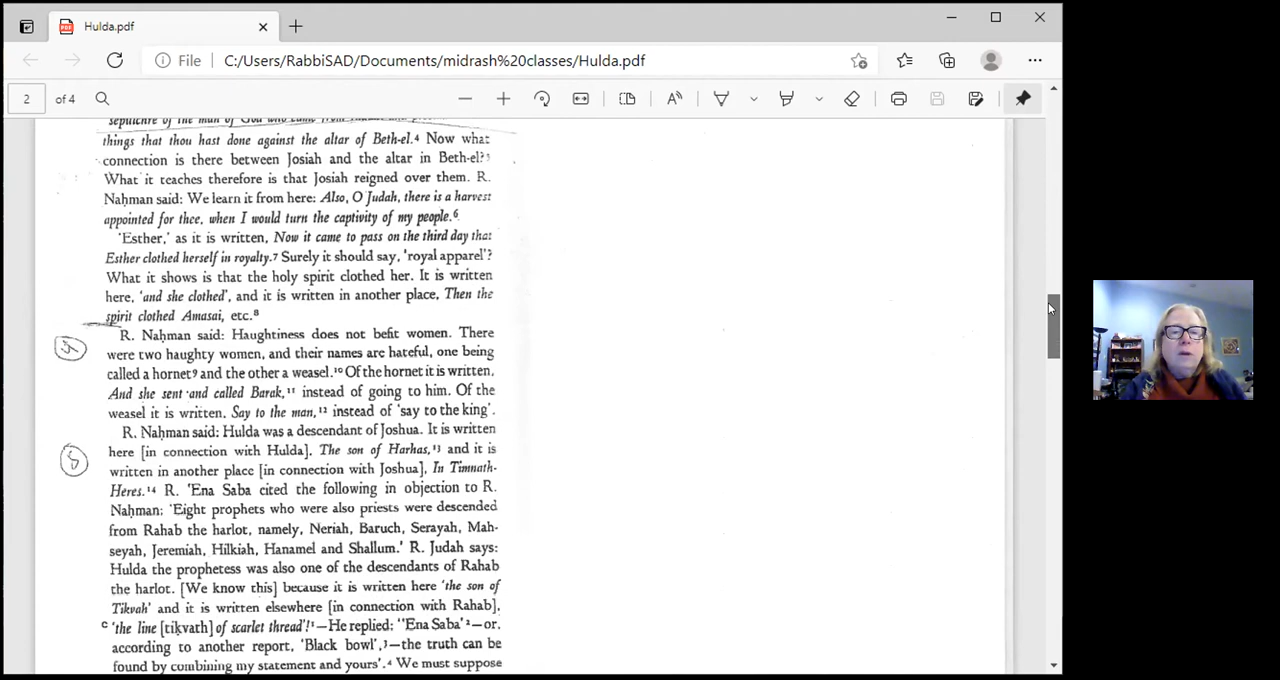 Hulda.pdf
File
C:/Users/RabbiSAD/Documents/midrash%20classes/Hulda.pdf
2 of 4
sepulchre of the man of God who came from
things that thou hast done against the altar of Beth-el.⁴ Now what
connection is there between Josiah and the altar in Beth-el?⁵
What it teaches therefore is that Josiah reigned over them. R.
Naḥman said: We learn it from here: Also, O Judah, there is a harvest
appointed for thee, when I would turn the captivity of my people.⁶
'Esther,' as it is written, Now it came to pass on the third day that
Esther clothed herself in royalty.⁷ Surely it should say, 'royal apparel'?
What it shows is that the holy spirit clothed her. It is written
here, 'and she clothed', and it is written in another place, Then the
spirit clothed Amasai, etc.⁸
R. Naḥman said: Haughtiness does not befit women. There
were two haughty women, and their names are hateful, one being
called a hornet⁹ and the other a weasel.¹⁰ Of the hornet it is written,
And she sent and called Barak,¹¹ instead of going to him. Of the
weasel it is written, Say to the man,¹² instead of 'say to the king'.
R. Naḥman said: Hulda was a descendant of Joshua. It is written
here [in connection with Hulda], The son of Harhas,¹³ and it is
written in another place [in connection with Joshua], In Timnath-
Heres.¹⁴ R. 'Ena Saba cited the following in objection to R.
Naḥman: 'Eight prophets who were also priests were descended
from Rahab the harlot, namely, Neriah, Baruch, Serayah, Mah-
seyah, Jeremiah, Hilkiah, Hanamel and Shallum.' R. Judah says:
Hulda the prophetess was also one of the descendants of Rahab
the harlot. [We know this] because it is written here 'the son of
Tikvah' and it is written elsewhere [in connection with Rahab],
c 'the line [tiḳvath] of scarlet thread'!¹—He replied: ''Ena Saba'²—or,
according to another report, 'Black bowl',³—the truth can be
found by combining my statement and yours'.⁴ We must suppose